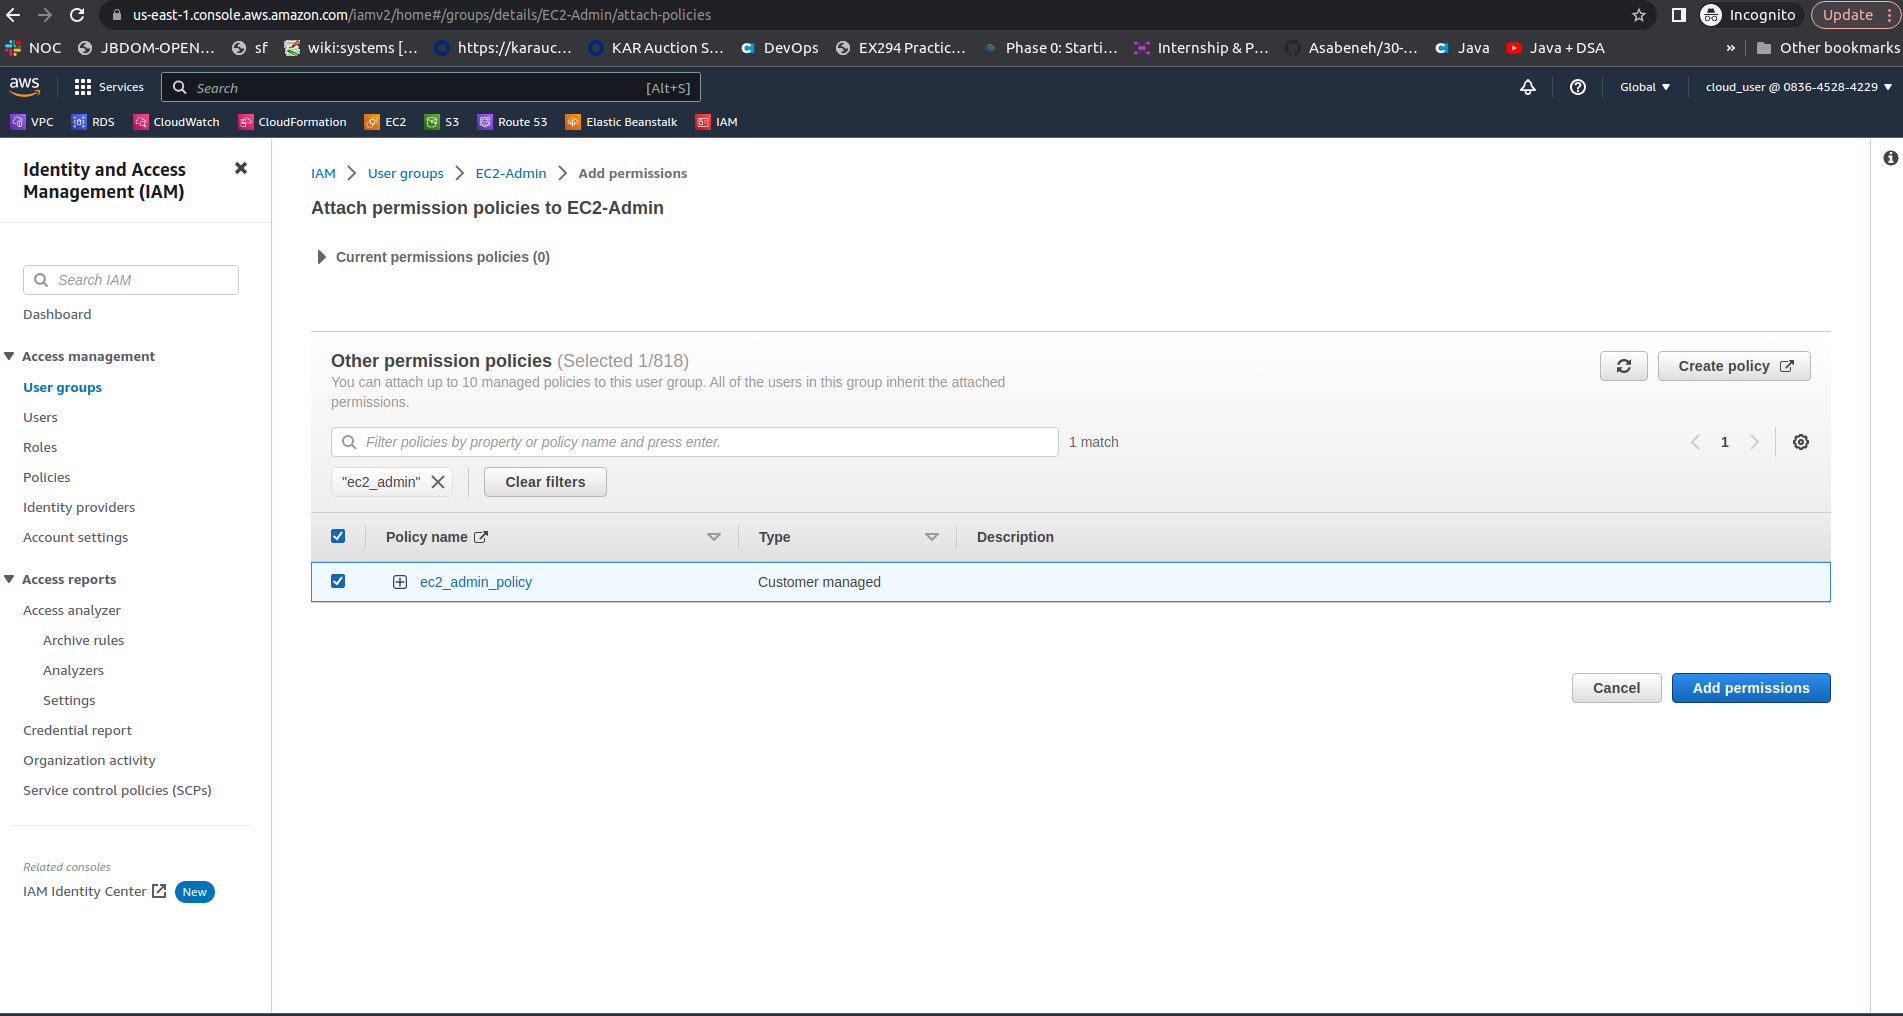 us-east-1.console.aws.amazon.com/iamv2/home#/groups/details/EC2-Admin/attach-policies
Incognito
Update
NOC
JBDOM-OPEN...
sf
wiki:systems [...
https://karauc...
KAR Auction S...
DevOps
EX294 Practic...
Phase 0: Starti...
Internship & P...
Asabeneh/30-...
Java
Java + DSA
»
Other bookmarks
aws
Services
Search
[Alt+S]
Global
cloud_user @ 0836-4528-4229
VPC
RDS
CloudWatch
CloudFormation
EC2
S3
Route 53
Elastic Beanstalk
IAM
Identity and Access
Management (IAM)
Search IAM
Dashboard
Access management
User groups
Users
Roles
Policies
Identity providers
Account settings
Access reports
Access analyzer
Archive rules
Analyzers
Settings
Credential report
Organization activity
Service control policies (SCPs)
Related consoles
IAM Identity Center
New
IAM > User groups > EC2-Admin > Add permissions
Attach permission policies to EC2-Admin
Current permissions policies (0)
Other permission policies (Selected 1/818)
You can attach up to 10 managed policies to this user group. All of the users in this group inherit the attached
permissions.
Create policy
Filter policies by property or policy name and press enter.
1 match
1
"ec2_admin"
Clear filters
Policy name
Type
Description
ec2_admin_policy
Customer managed
Cancel
Add permissions